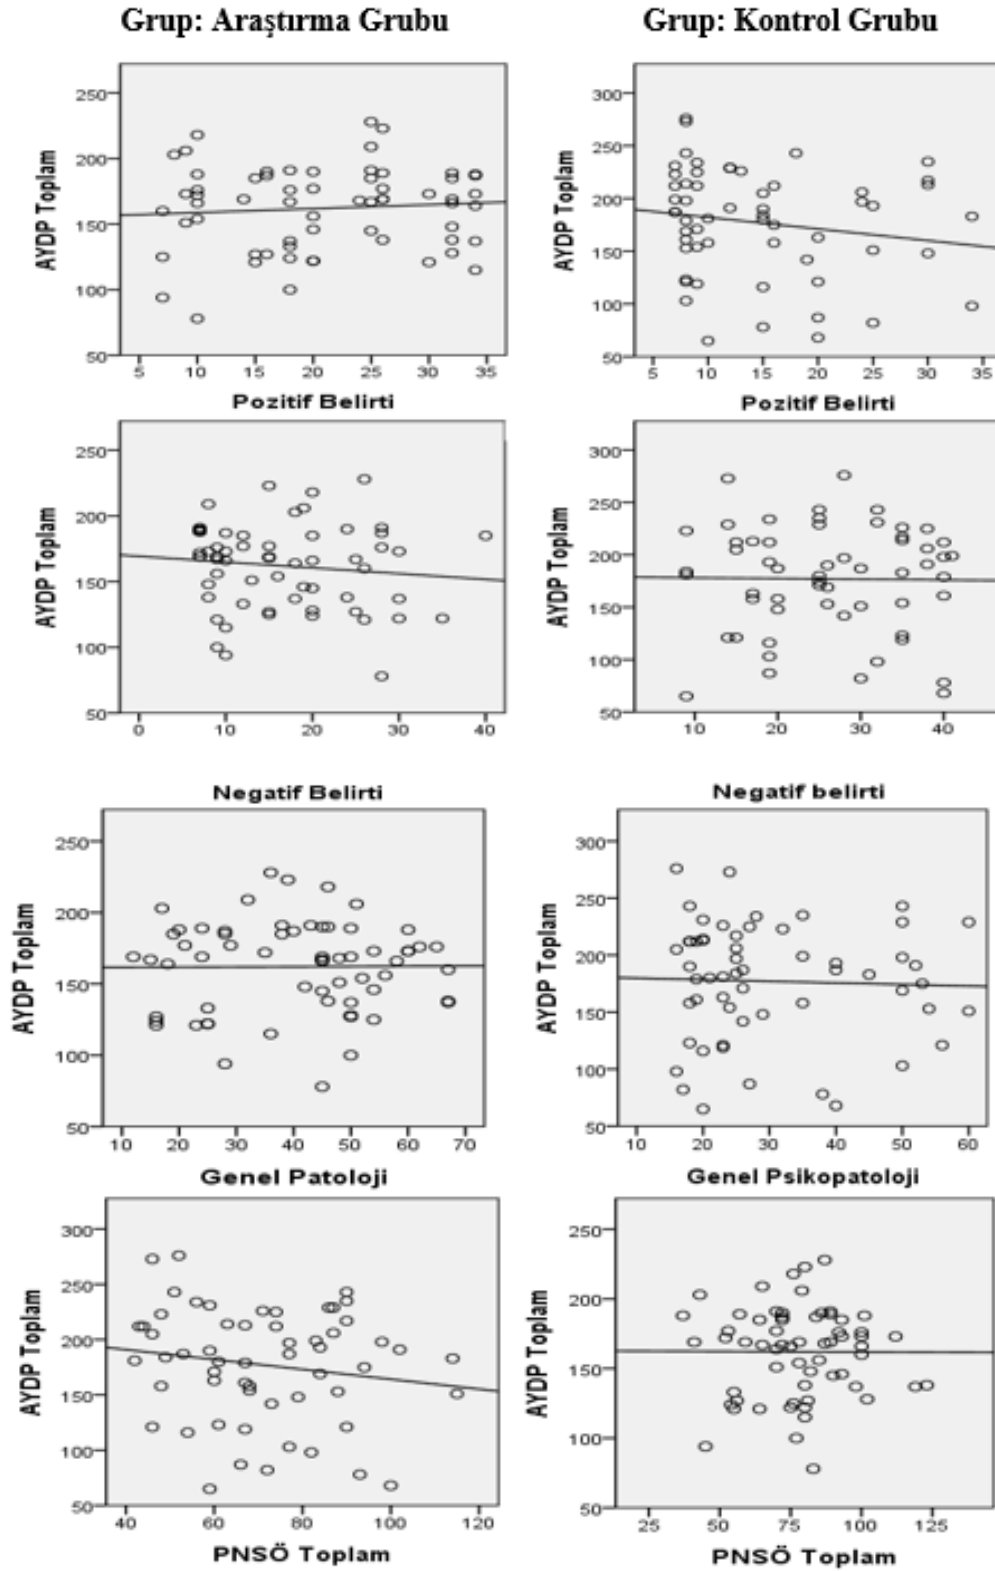 Grup: Araştırma Grubu
Grup: Kontrol Grubu
AYDP Toplam
250
200
150
100
50
5 10 15 20 25 30 35
Pozitif Belirti
AYDP Toplam
300
250
200
150
100
50
5 10 15 20 25 30 35
Pozitif Belirti
AYDP Toplam
250
200
150
100
50
0 10 20 30 40
Negatif Belirti
AYDP Toplam
300
250
200
150
100
50
10 20 30 40
Negatif belirti
AYDP Toplam
250
200
150
100
50
10 20 30 40 50 60 70
Genel Patoloji
AYDP Toplam
300
250
200
150
100
50
10 20 30 40 50 60
Genel Psikopatoloji
AYDP Toplam
300
250
200
150
100
50
40 60 80 100 120
PNSÖ Toplam
AYDP Toplam
250
200
150
100
50
25 50 75 100 125
PNSÖ Toplam